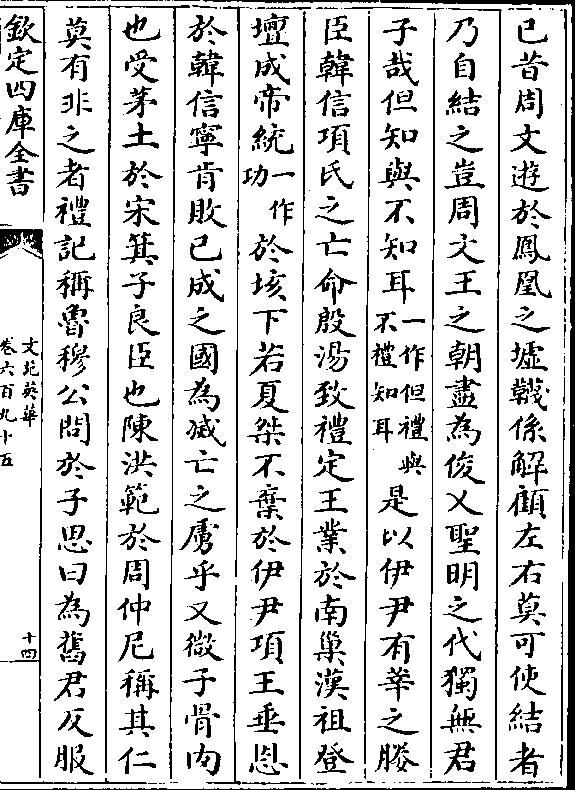 已昔周文遊於鳳凰之墟韈係解顧左右莫可使結者
乃自結之豈周文王之朝盡為俊乂聖明之代獨無君
子哉但知與不知耳一作但禮與不禮知耳是以伊尹有莘之媵
臣韓信項氏之亡命殷湯致禮定王業於南巢漢祖登
壇成帝統一作功於垓下若夏桀不棄於伊尹項王垂恩
於韓信寧肯敗已成之國為滅亡之虜乎又微子骨肉
也受茅土於宋箕子良臣也陳洪範於周仲尼稱其仁
莫有非之者禮記稱魯穆公問於子思曰為舊君反服
欽定四庫全書
文苑英華
卷六百九十五
十四